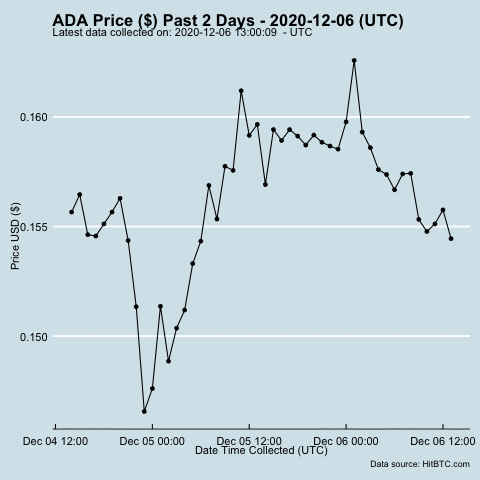 ADA Price ($) Past 2 Days - 2020-12-06 (UTC)
Latest data collected on: 2020-12-06 13:00:09  - UTC
0.160
0.155
0.150
Price USD ($)
Dec 04 12:00 Dec 05 00:00 Dec 05 12:00 Dec 06 00:00 Dec 06 12:00
Date Time Collected (UTC)
Data source: HitBTC.com